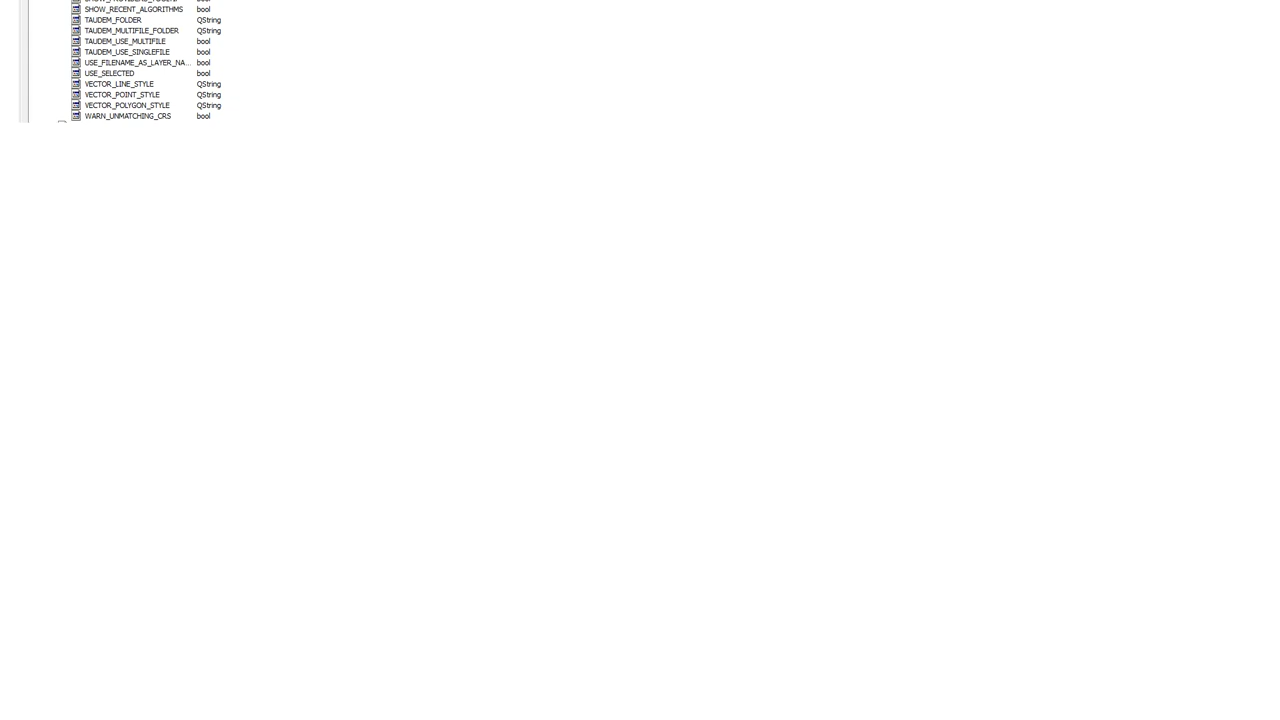 SHOW_RECENT_ALGORITHMS bool
TAUDEM_FOLDER QString
TAUDEM_MULTIFILE_FOLDER QString
TAUDEM_USE_MULTIFILE bool
TAUDEM_USE_SINGLEFILE bool
USE_FILENAME_AS_LAYER_NA... bool
USE_SELECTED bool
VECTOR_LINE_STYLE QString
VECTOR_POINT_STYLE QString
VECTOR_POLYGON_STYLE QString
WARN_UNMATCHING_CRS bool